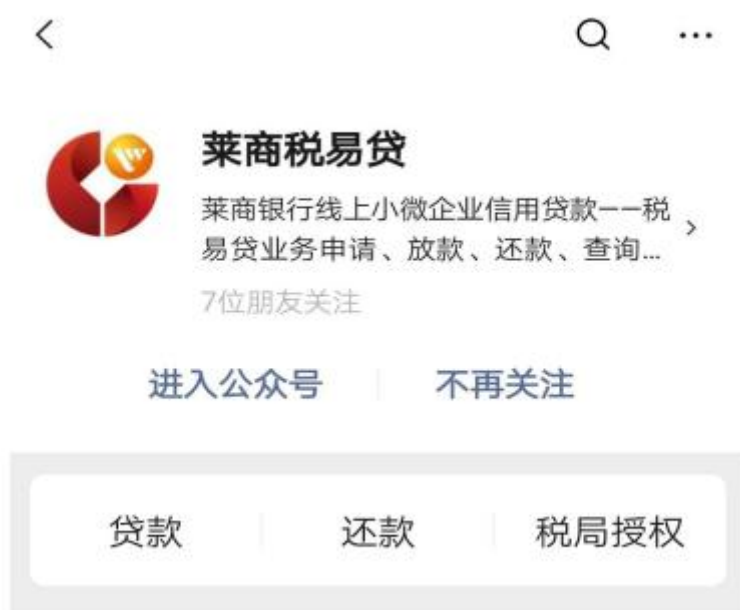 莱商税易贷
莱商银行线上小微企业信用贷款——税
易贷业务申请、放款、还款、查询...
7位朋友关注
进入公众号 不再关注
贷款 还款 税局授权